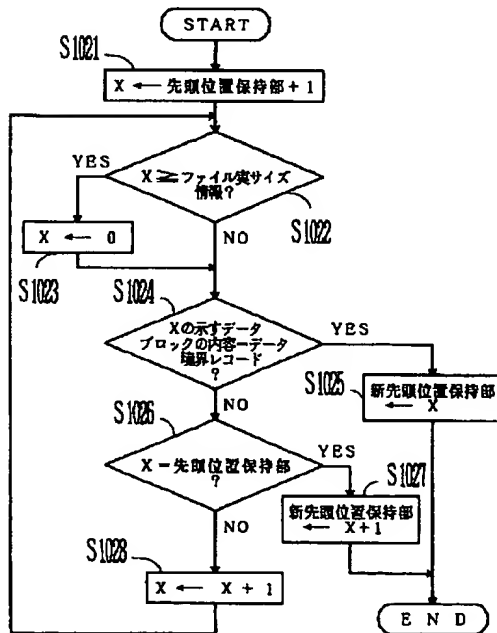 START
S1021
X ← 先頭位置保持部+1
YES
X≧ファイル実サイズ
情報?
S1022
X ← 0
NO
S1023
S1024
Xの示すデータ
ブロックの内容=データ
境界レコード
?
YES
S1025
新先頭位置保持部
← X
S1026
NO
X=先頭位置保持部
?
YES
S1027
新先頭位置保持部
← X+1
NO
S1028
X ← X+1
END